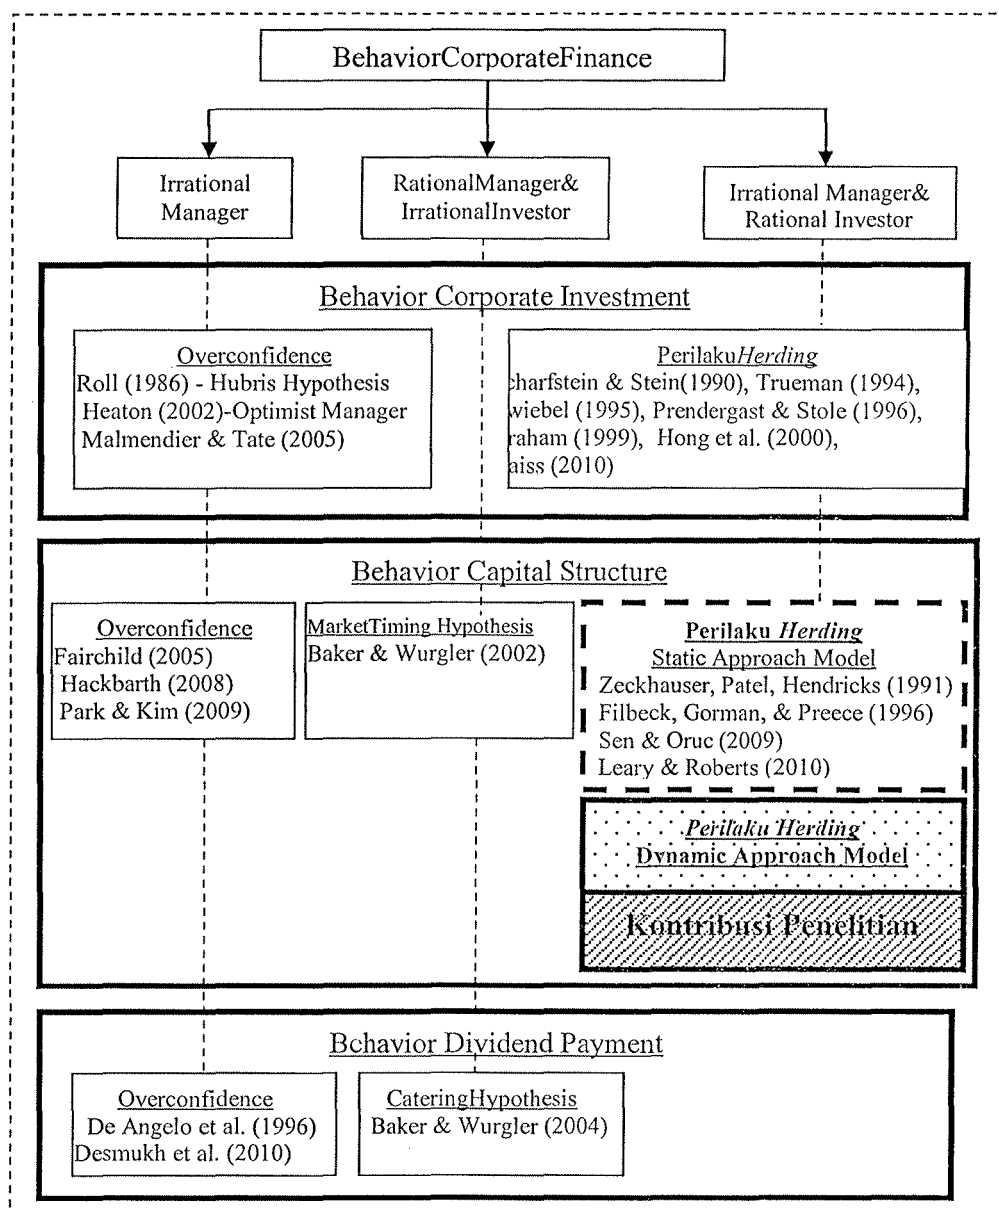 BehaviorCorporateFinance
Irrational
Manager
RationalManager&
IrrationalInvestor
Irrational Manager&
Rational Investor
Behavior Corporate Investment
Overconfidence
Roll (1986) - Hubris Hypothesis
Heaton (2002)-Optimist Manager
Malmendier & Tate (2005)
PerilakuHerding
charfstein & Stein(1990), Trueman (1994),
wiebel (1995), Prendergast & Stole (1996),
raham (1999), Hong et al. (2000),
aiss (2010)
Behavior Capital Structure
Overconfidence
Fairchild (2005)
Hackbarth (2008)
Park & Kim (2009)
MarketTiming Hypothesis
Baker & Wurgler (2002)
Perilaku Herding
Static Approach Model
Zeckhauser, Patel, Hendricks (1991)
Filbeck, Gorman, & Preece (1996)
Sen & Oruc (2009)
Leary & Roberts (2010)
Perilaku Herding
Dynamic Approach Model
Kontribusi Penelitian
Behavior Dividend Payment
Overconfidence
De Angelo et al. (1996)
Desmukh et al. (2010)
CateringHypothesis
Baker & Wurgler (2004)